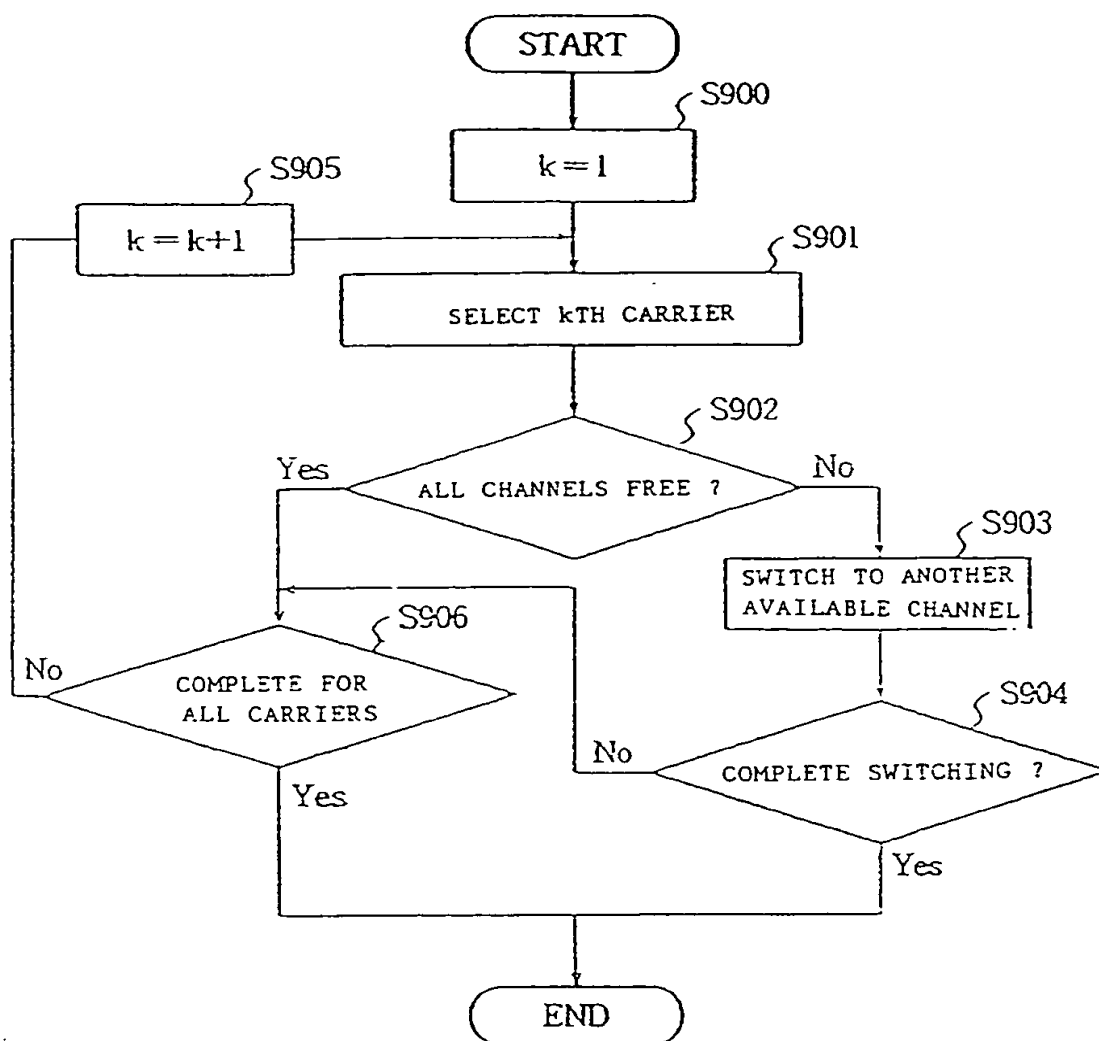 START
S900
k=1
S905
k=k+1
S901
SELECT kTH CARRIER
S902
Yes
ALL CHANNELS FREE ?
No
S903
SWITCH TO ANOTHER
AVAILABLE CHANNEL
S906
No
COMPLETE FOR
ALL CARRIERS
S904
No
COMPLETE SWITCHING ?
Yes
Yes
END